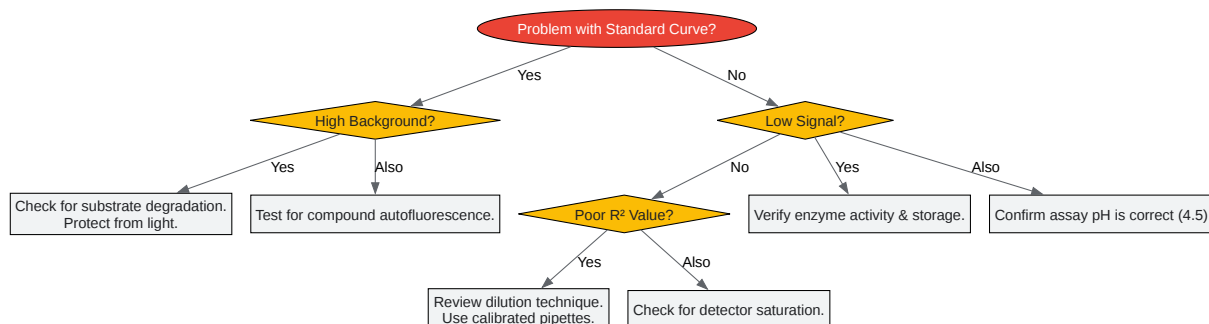 Problem with Standard Curve?
Yes
No
High Background?
Low Signal?
Yes
Also
No
Yes
Also
Check for substrate degradation.
Protect from light.
Test for compound autofluorescence.
Poor R² Value?
Verify enzyme activity & storage.
Confirm assay pH is correct (4.5)
Yes
Also
Review dilution technique.
Use calibrated pipettes.
Check for detector saturation.